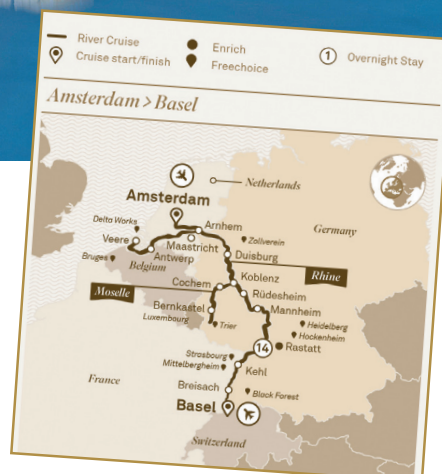 River Cruise
Enrich
1 Overnight Stay
Cruise start/finish
Freechoice
Amsterdam > Basel
Netherlands
Amsterdam
Germany
Delta Works
Arnhem
Zollverein
Veere
Maastricht
Duisburg
Bruges
Antwerp
Belgium
Koblenz
Rhine
Cochem
Rüdesheim
Moselle
Bernkastel
Mannheim
Luxembourg
Trier
Heidelberg
Hockenheim
14
Rastatt
Strasbourg
Mittelbergheim
Kehl
France
Breisach
Black Forest
Basel
Switzerland